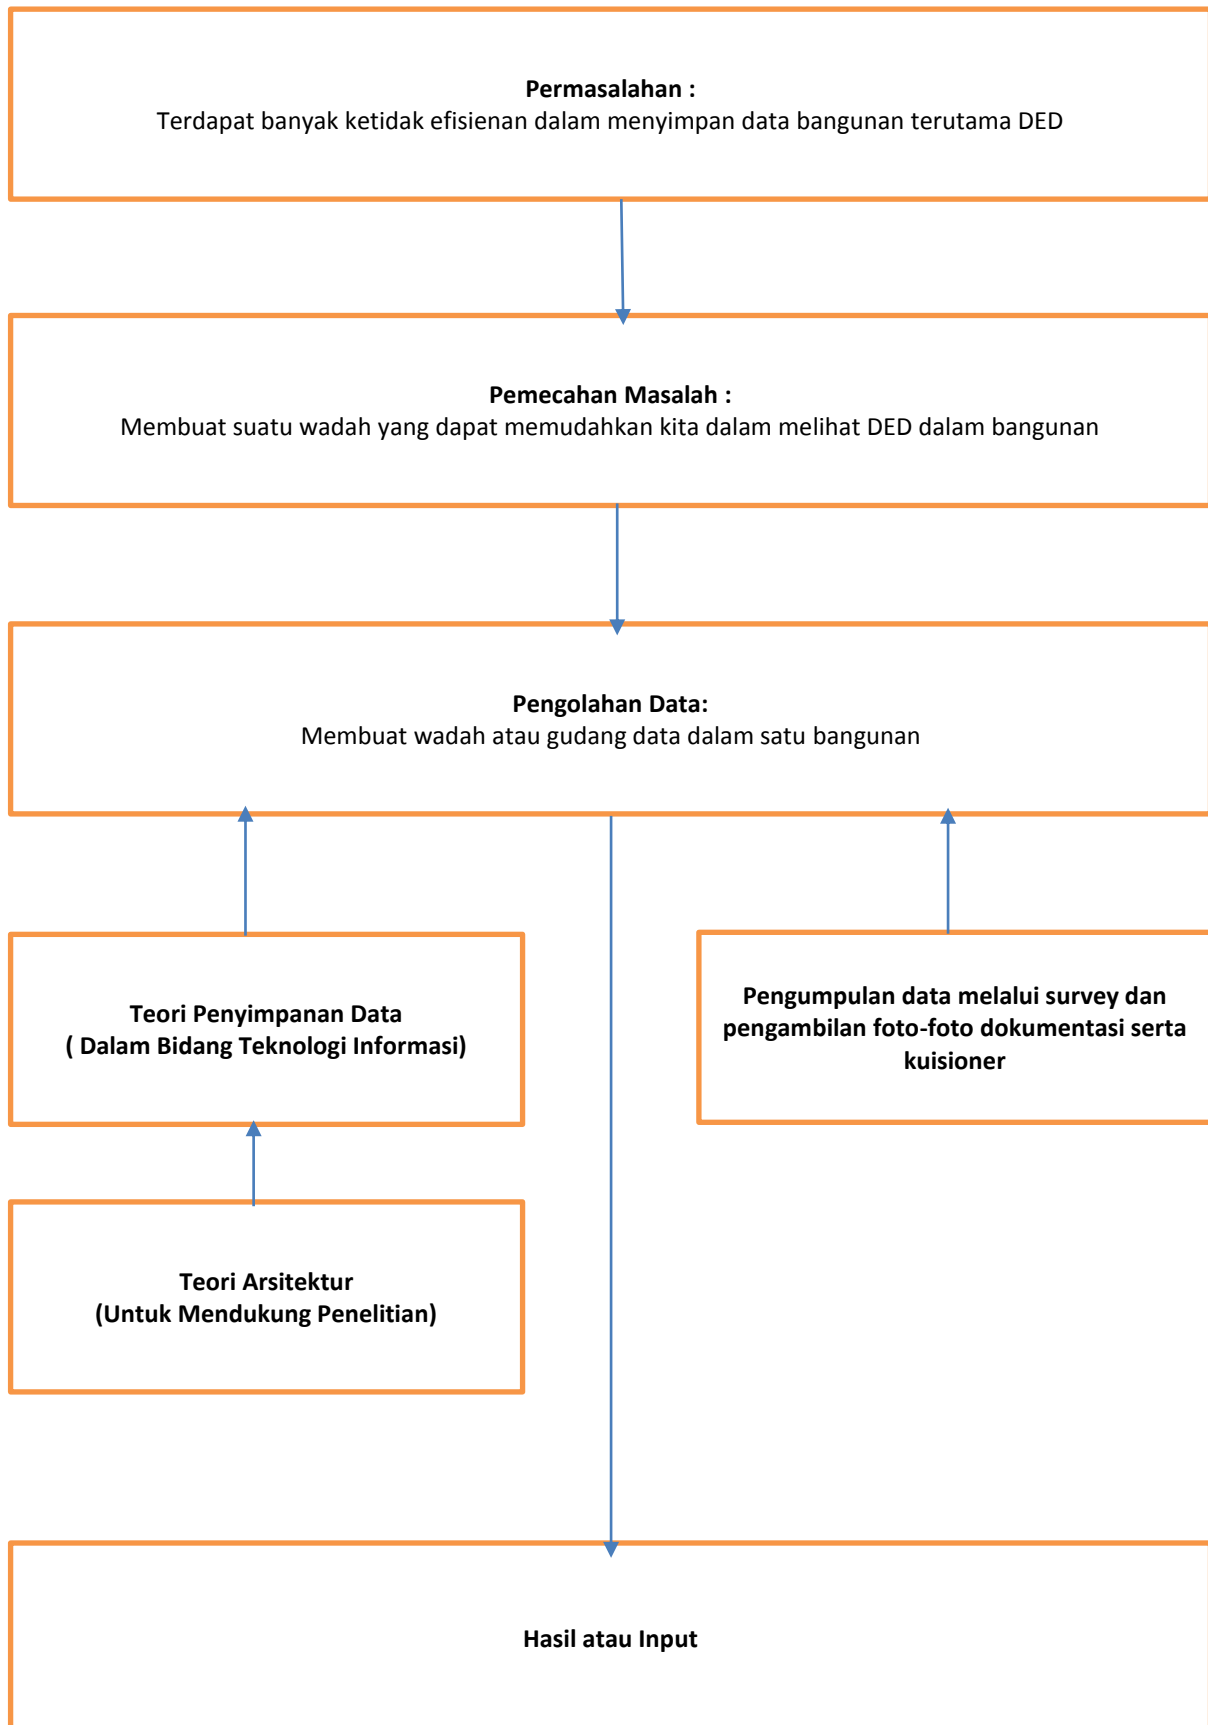 Permasalahan :
Terdapat banyak ketidak efisienan dalam menyimpan data bangunan terutama DED
Pemecahan Masalah :
Membuat suatu wadah yang dapat memudahkan kita dalam melihat DED dalam bangunan
Pengolahan Data:
Membuat wadah atau gudang data dalam satu bangunan
Teori Penyimpanan Data
( Dalam Bidang Teknologi Informasi)
Pengumpulan data melalui survey dan
pengambilan foto-foto dokumentasi serta
kuisioner
Teori Arsitektur
(Untuk Mendukung Penelitian)
Hasil atau Input